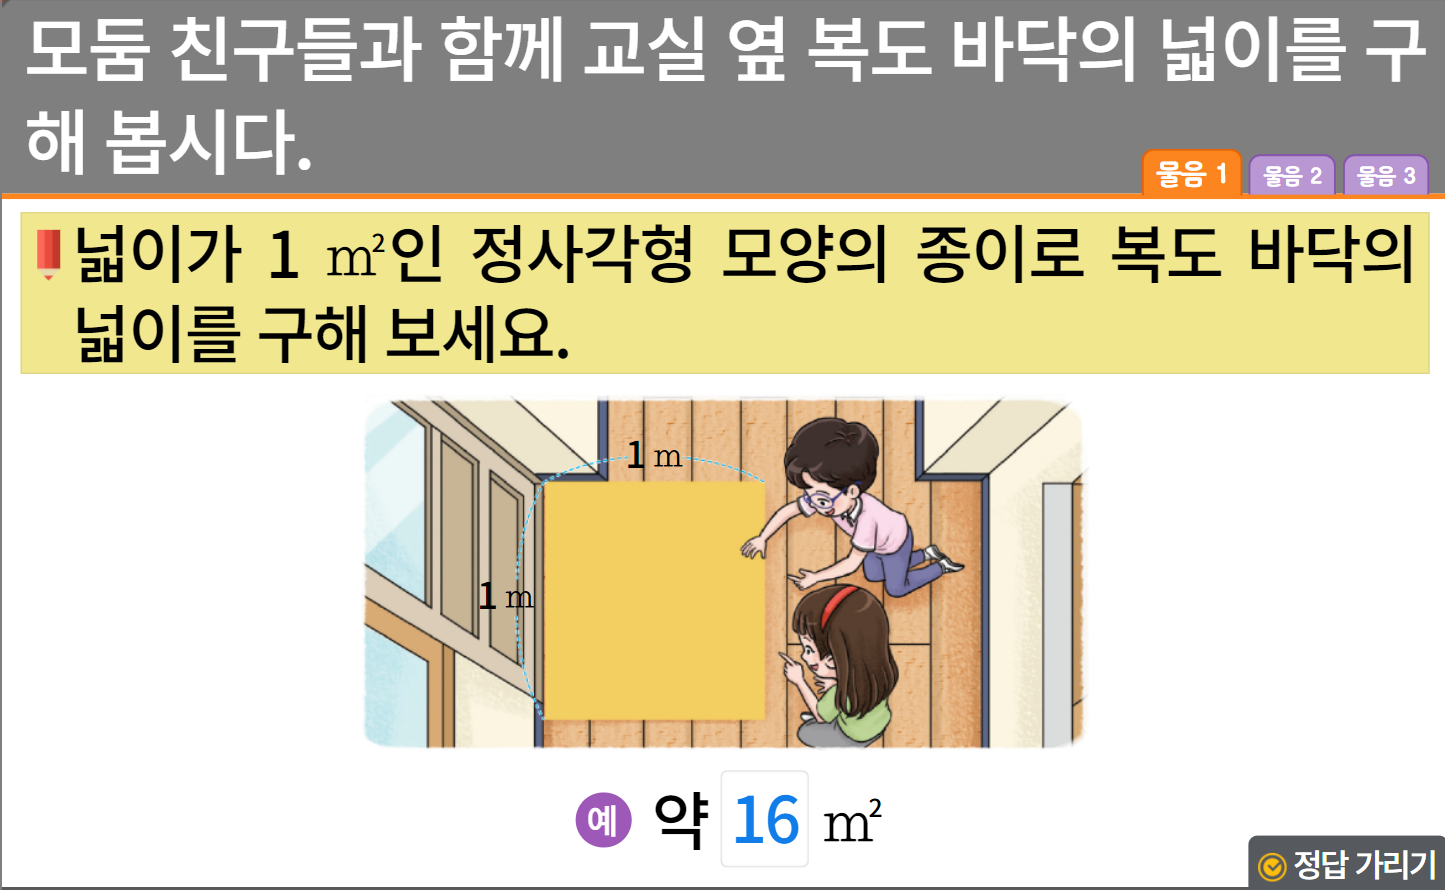 모둠 친구들과 함께 교실 옆 복도 바닥의 넓이를 구
해 봅시다.
물음 1 물음 2 물음 3
넓이가 1 m²인 정사각형 모양의 종이로 복도 바닥의
넓이를 구해 보세요.
1 m
1 m
예 약 16 m²
정답 가리기